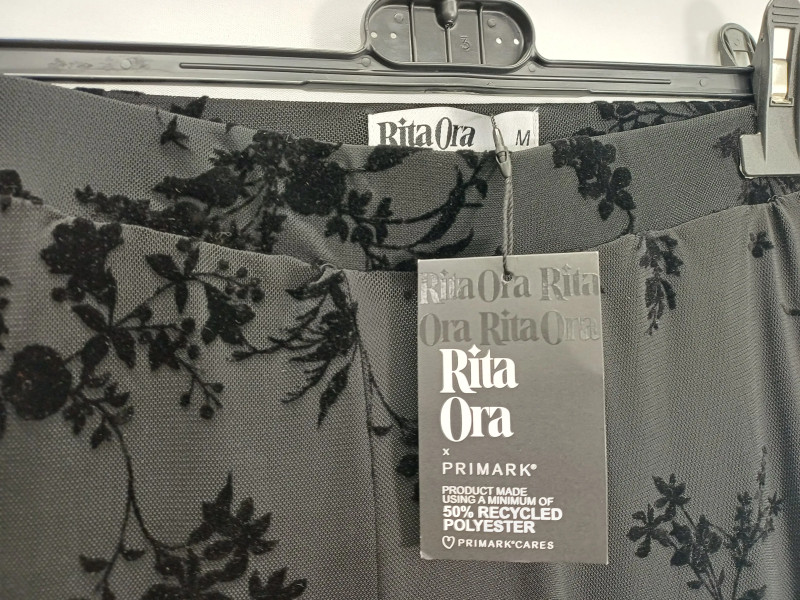 Rita Ora M
Rita Ora Rita
Ora Rita Ora
Rita
Ora
x
PRIMARK®
PRODUCT MADE
USING A MINIMUM OF
50% RECYCLED
POLYESTER
PRIMARK®CARES